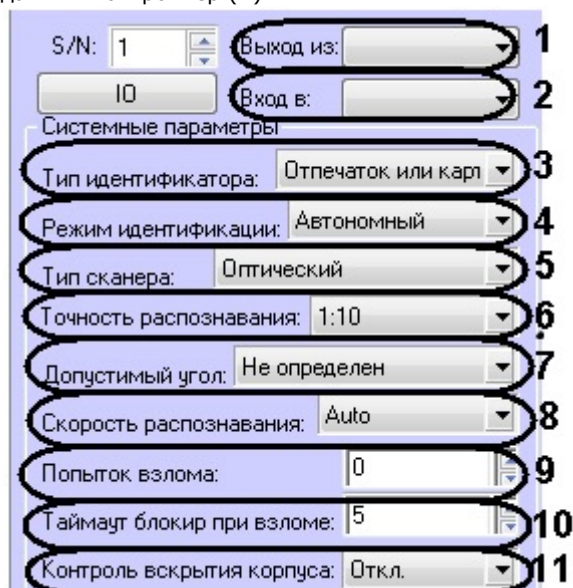 S/N: 1 Выход из: 1
IO Вход в: 2
Системные параметры
Тип идентификатора: Отпечаток или карт 3
Режим идентификации: Автономный 4
Тип сканера: Оптический 5
Точность распознавания: 1:10 6
Допустимый угол: Не определен 7
Скорость распознавания: Auto 8
Попыток взлома: 0 9
Таймаут блокир при взломе: 5 10
Контроль вскрытия корпуса: Откл. 11